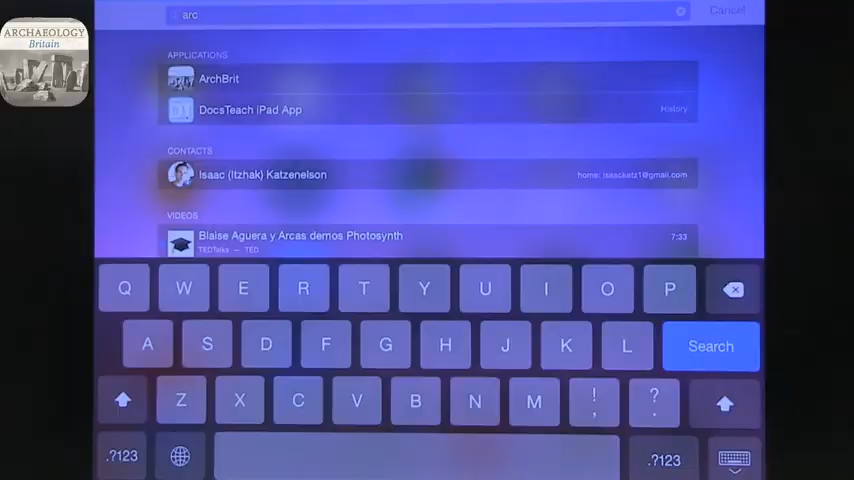 ARCHAEOLOGY
Britain
arc
Cancel
APPLICATIONS
ArchBrit
DocsTeach iPad App
History
CONTACTS
Isaac (Itzhak) Katzenelson
home: isaacketz1@gmail.com
VIDEOS
Blaise Aguera y Arcas demos Photosynth
7:33
TEDTalks — TED
Q W E R T Y U I O P
A S D F G H J K L Search
Z X C V B N M ! , ? .
.?123 .?123